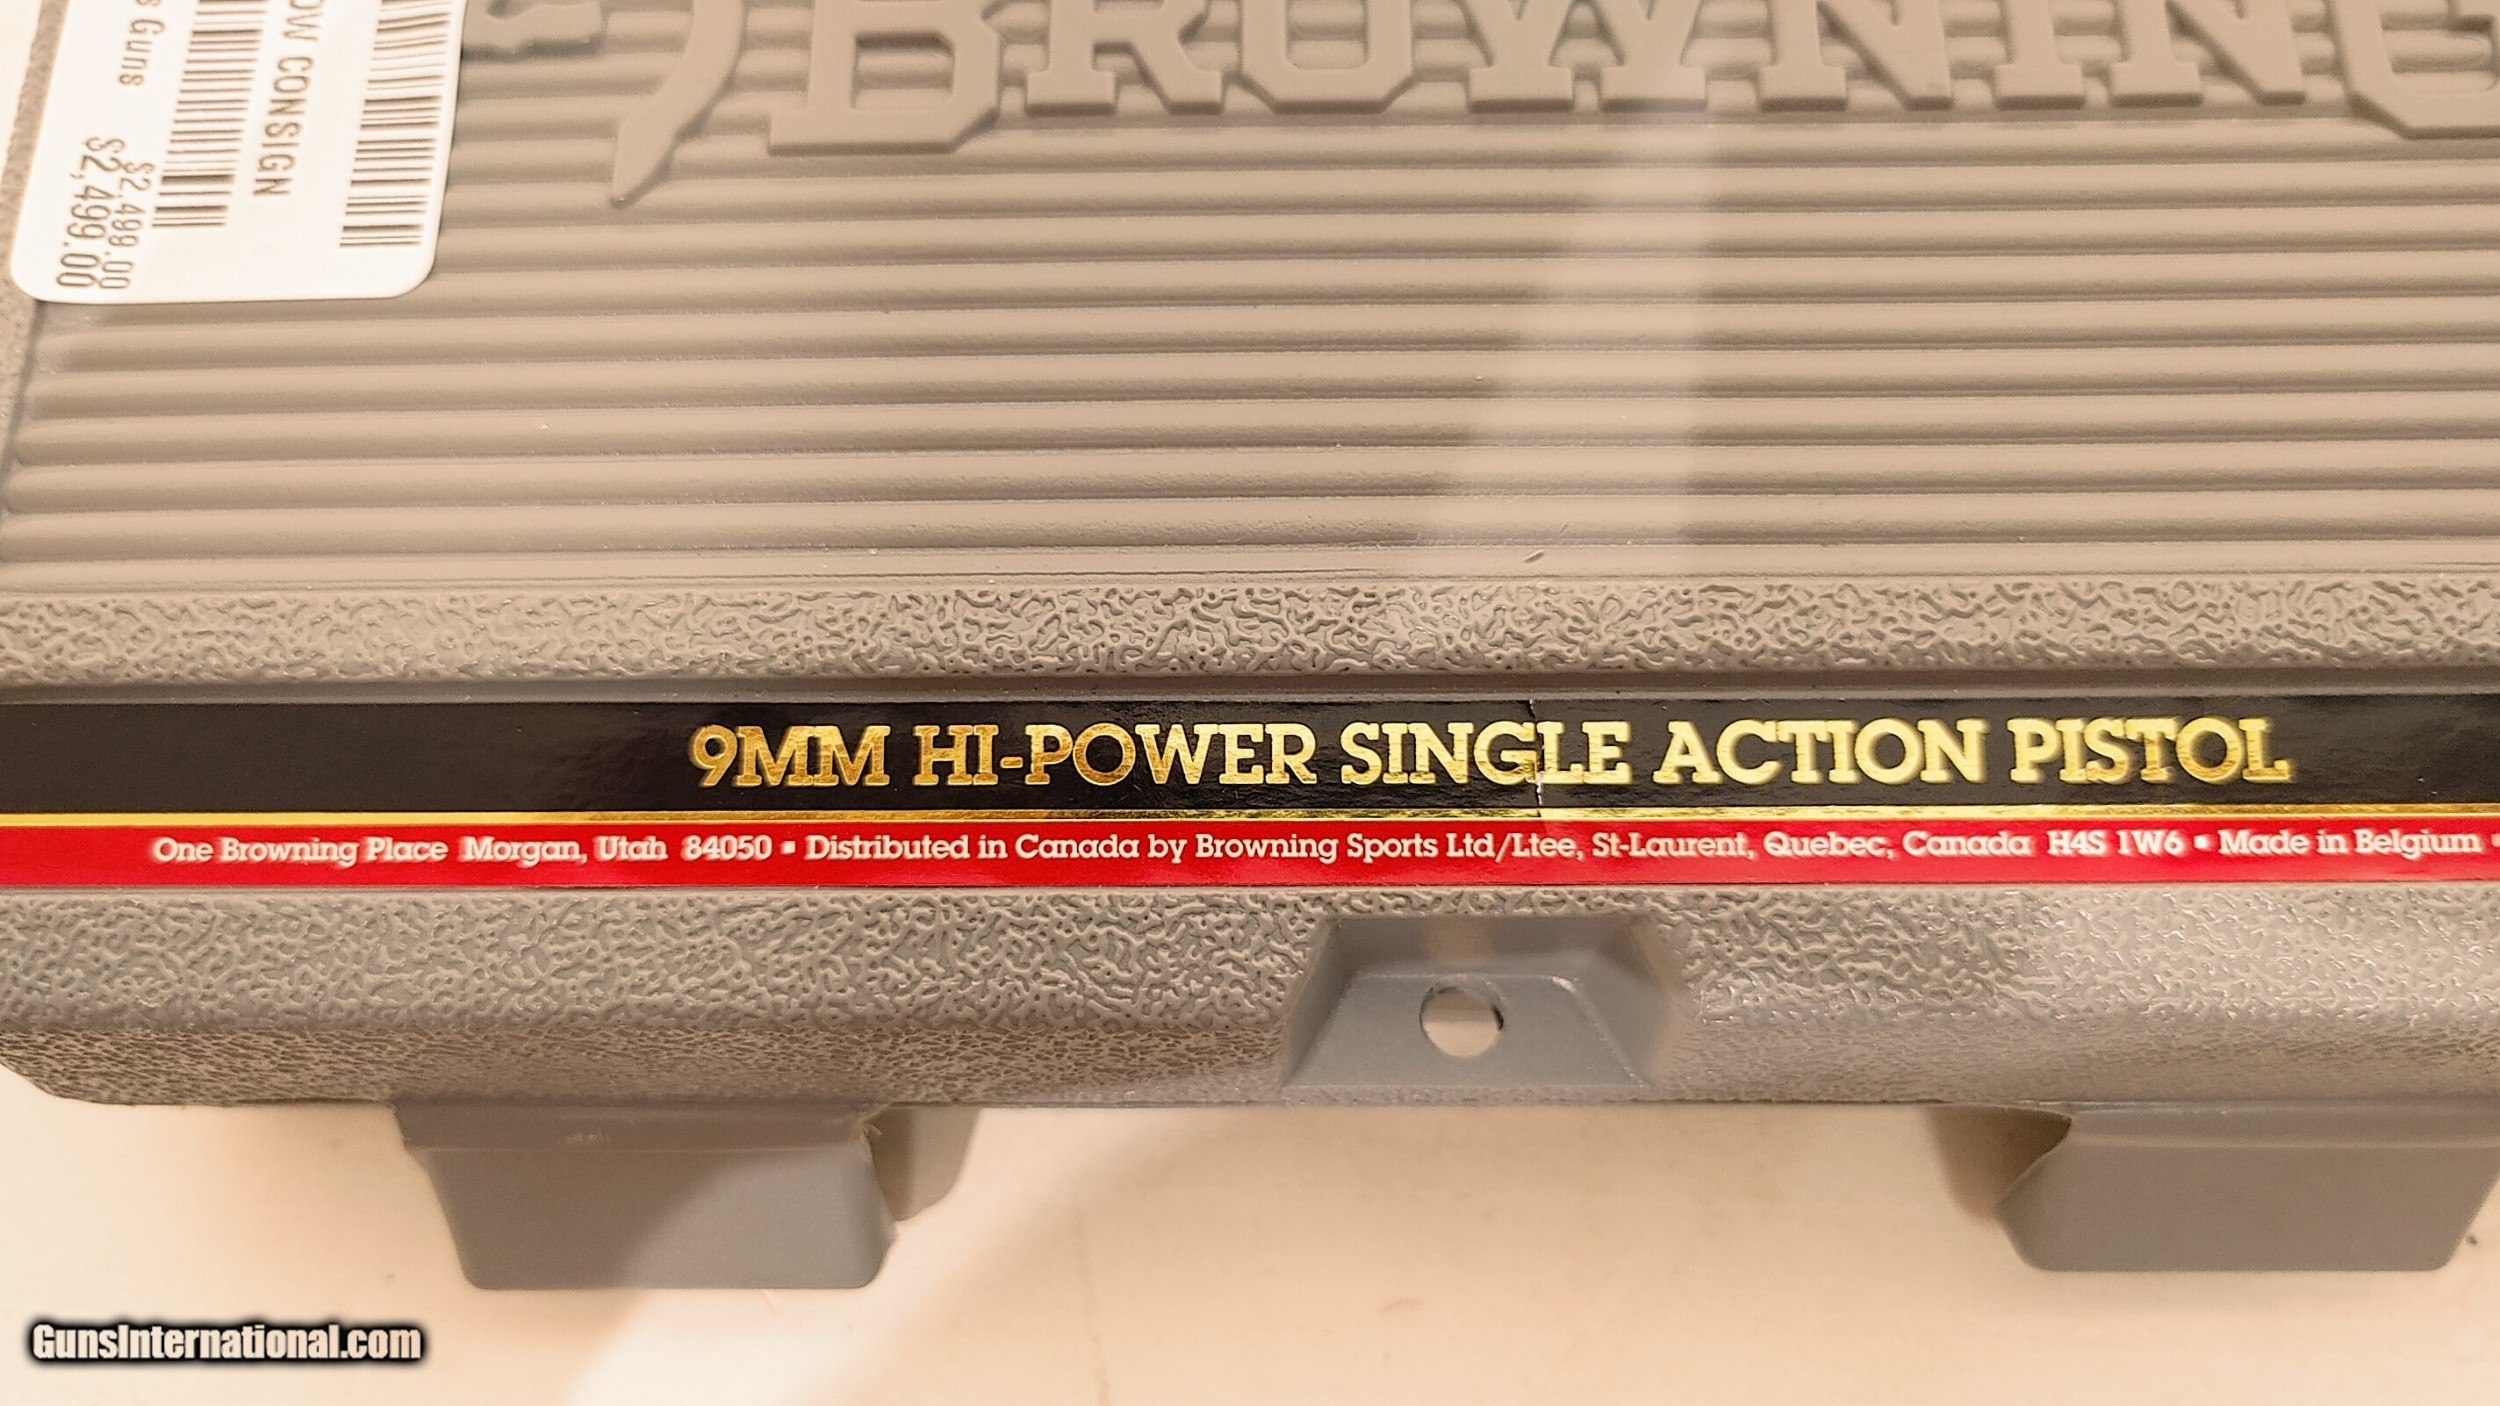 BROWNING
s Guns
OW CONSIGN
$2,499.00
$2,499.00
9MM HI-POWER SINGLE ACTION PISTOL
One Browning Place Morgan, Utah 84050 ▪ Distributed in Canada by Browning Sports Ltd/Ltee, St-Laurent, Quebec, Canada H4S 1W6 ▪ Made in Belgium ▪
GunsInternational.com